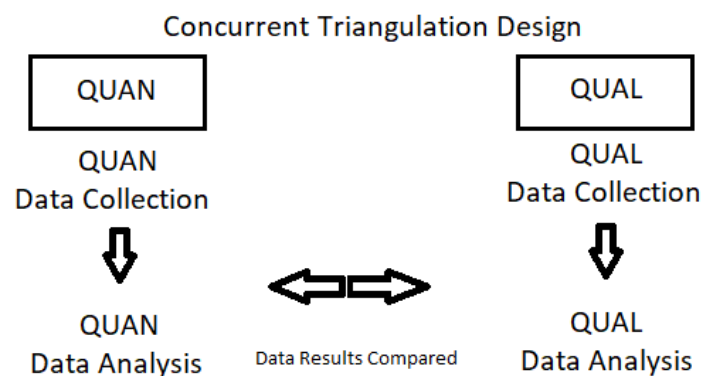 Concurrent Triangulation Design
QUAN
QUAL
QUAN
Data Collection
QUAL
Data Collection
QUAN
Data Analysis
Data Results Compared
QUAL
Data Analysis